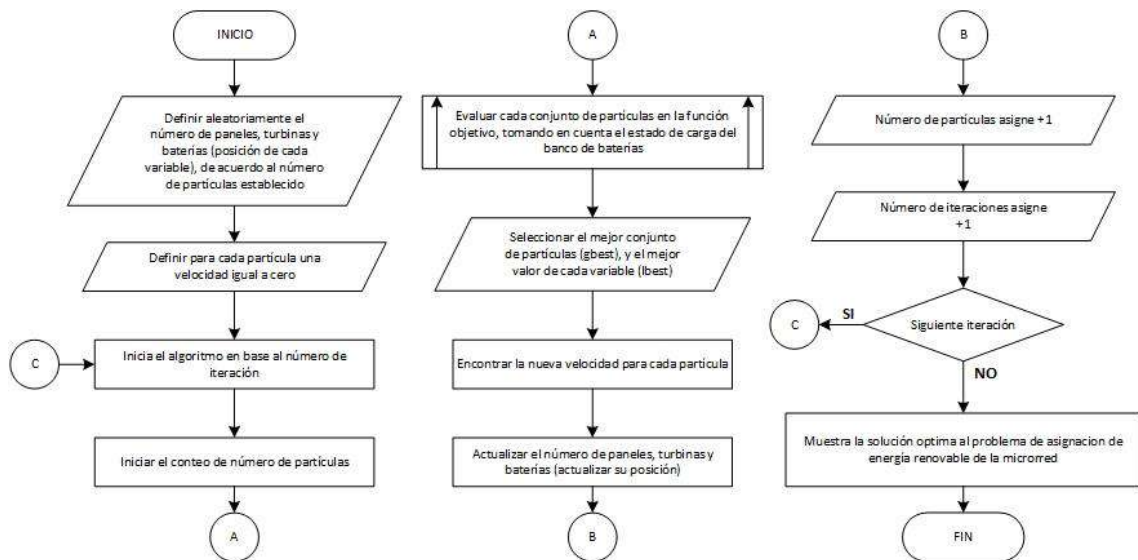 INICIO
Definir aleatoriamente el
número de paneles, turbinas y
baterías (posición de cada
variable), de acuerdo al número
de partículas establecido
Definir para cada partícula una
velocidad igual a cero
C
Inicia el algoritmo en base al número de
iteración
Iniciar el conteo de número de partículas
A
A
Evaluar cada conjunto de partículas en la función
objetivo, tomando en cuenta el estado de carga del
banco de baterías
Seleccionar el mejor conjunto
de partículas (gbest), y el mejor
valor de cada variable (lbest)
Encontrar la nueva velocidad para cada partícula
Actualizar el número de paneles, turbinas y
baterías (actualizar su posición)
B
B
Número de partículas asigne +1
Número de iteraciones asigne
+1
C
SI
Siguiente iteración
NO
Muestra la solución optima al problema de asignacion de
energía renovable de la microrred
FIN